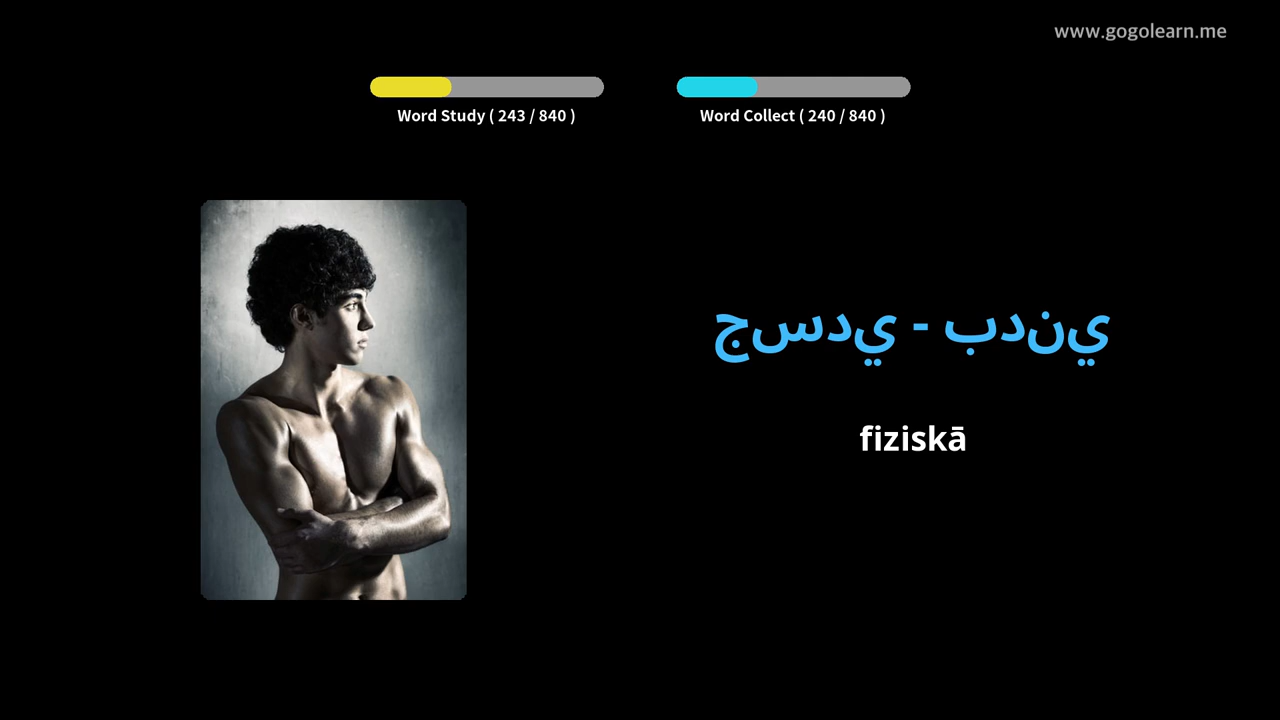 www.gogolearn.me
Word Study ( 243 / 840 )
Word Collect ( 240 / 840 )
جسدي - بدني
fiziskā